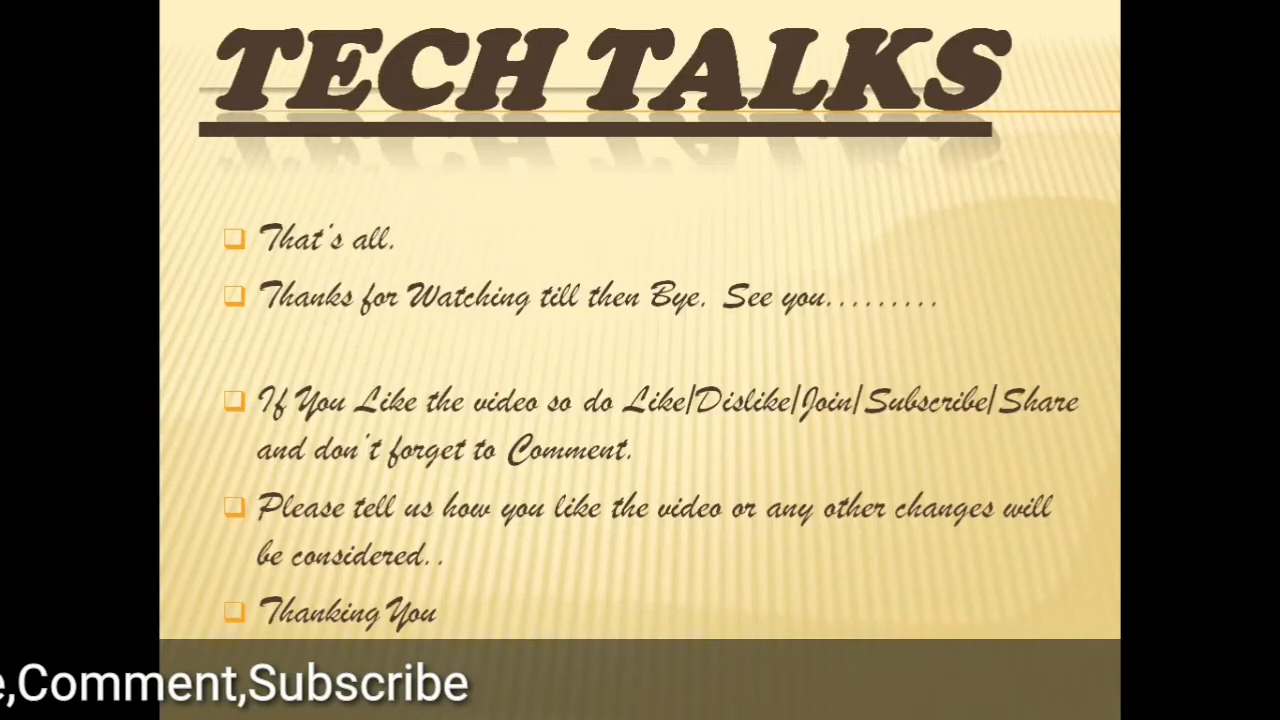 TECH TALKS
That's all.
Thanks for Watching till then Bye. See you.........
If You Like the video so do Like|Dislike|Join|Subscribe|Share
and don't forget to Comment.
Please tell us how you like the video or any other changes will
be considered..
Thanking You
,Comment,Subscribe